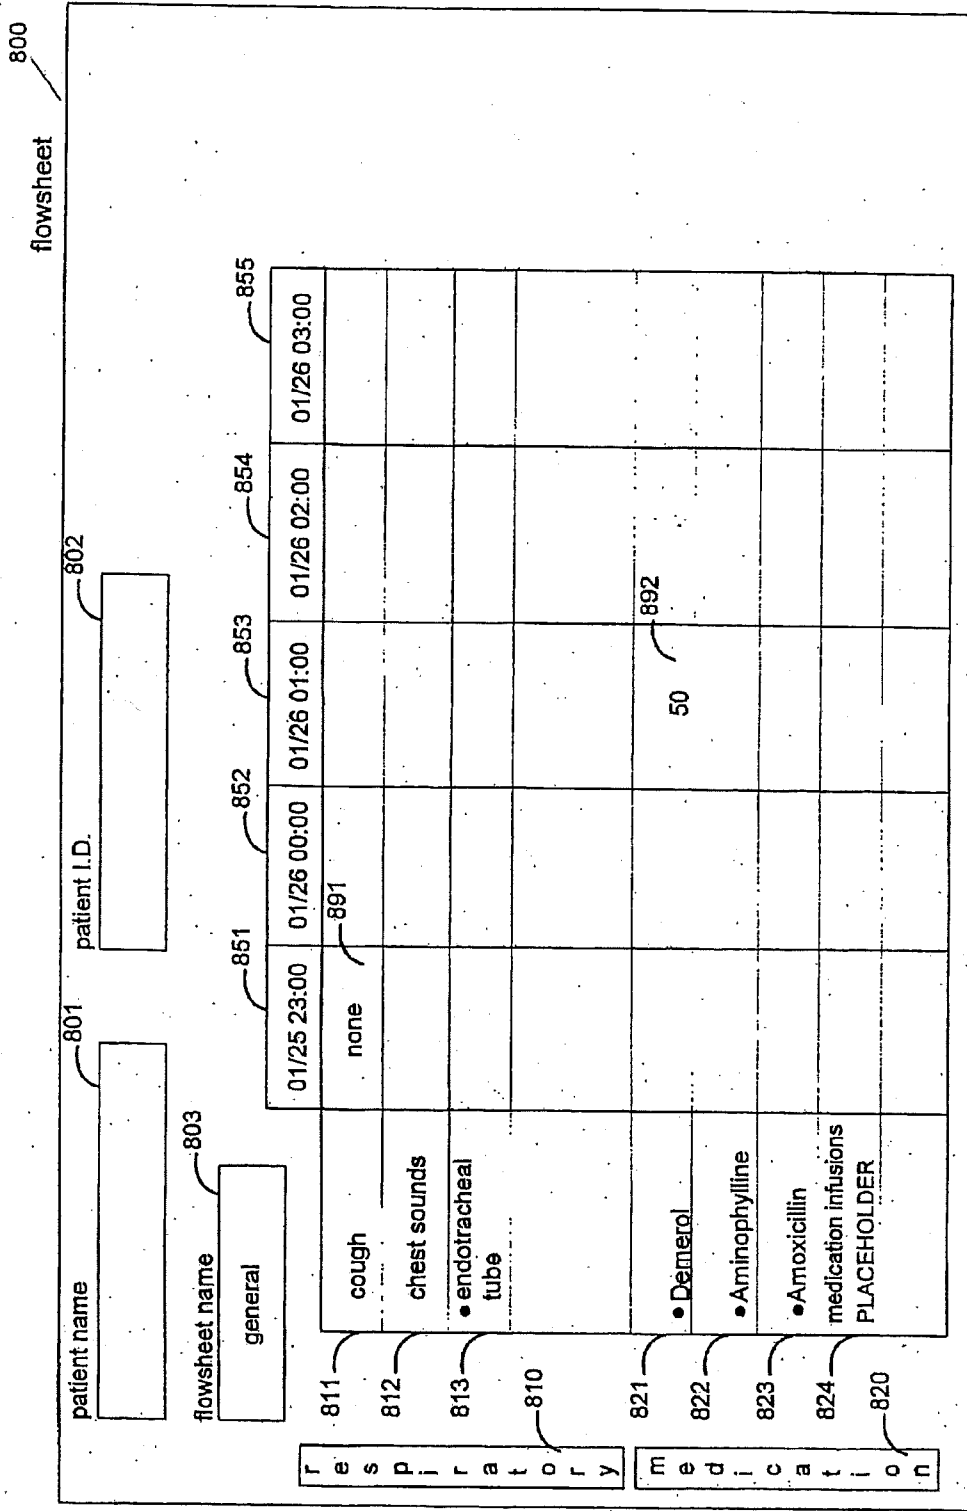 flowsheet
800
patient name
801
patient I.D.
802
flowsheet name
803
general
851
852
853
854
855
01/25 23:00
01/26 00:00
01/26 01:00
01/26 02:00
01/26 03:00
respiratory
810
811
cough
none
891
812
chest sounds
813
• endotracheal
tube
medication
820
821
• Demerol
50
892
822
• Aminophylline
823
• Amoxicillin
824
medication infusions
PLACEHOLDER